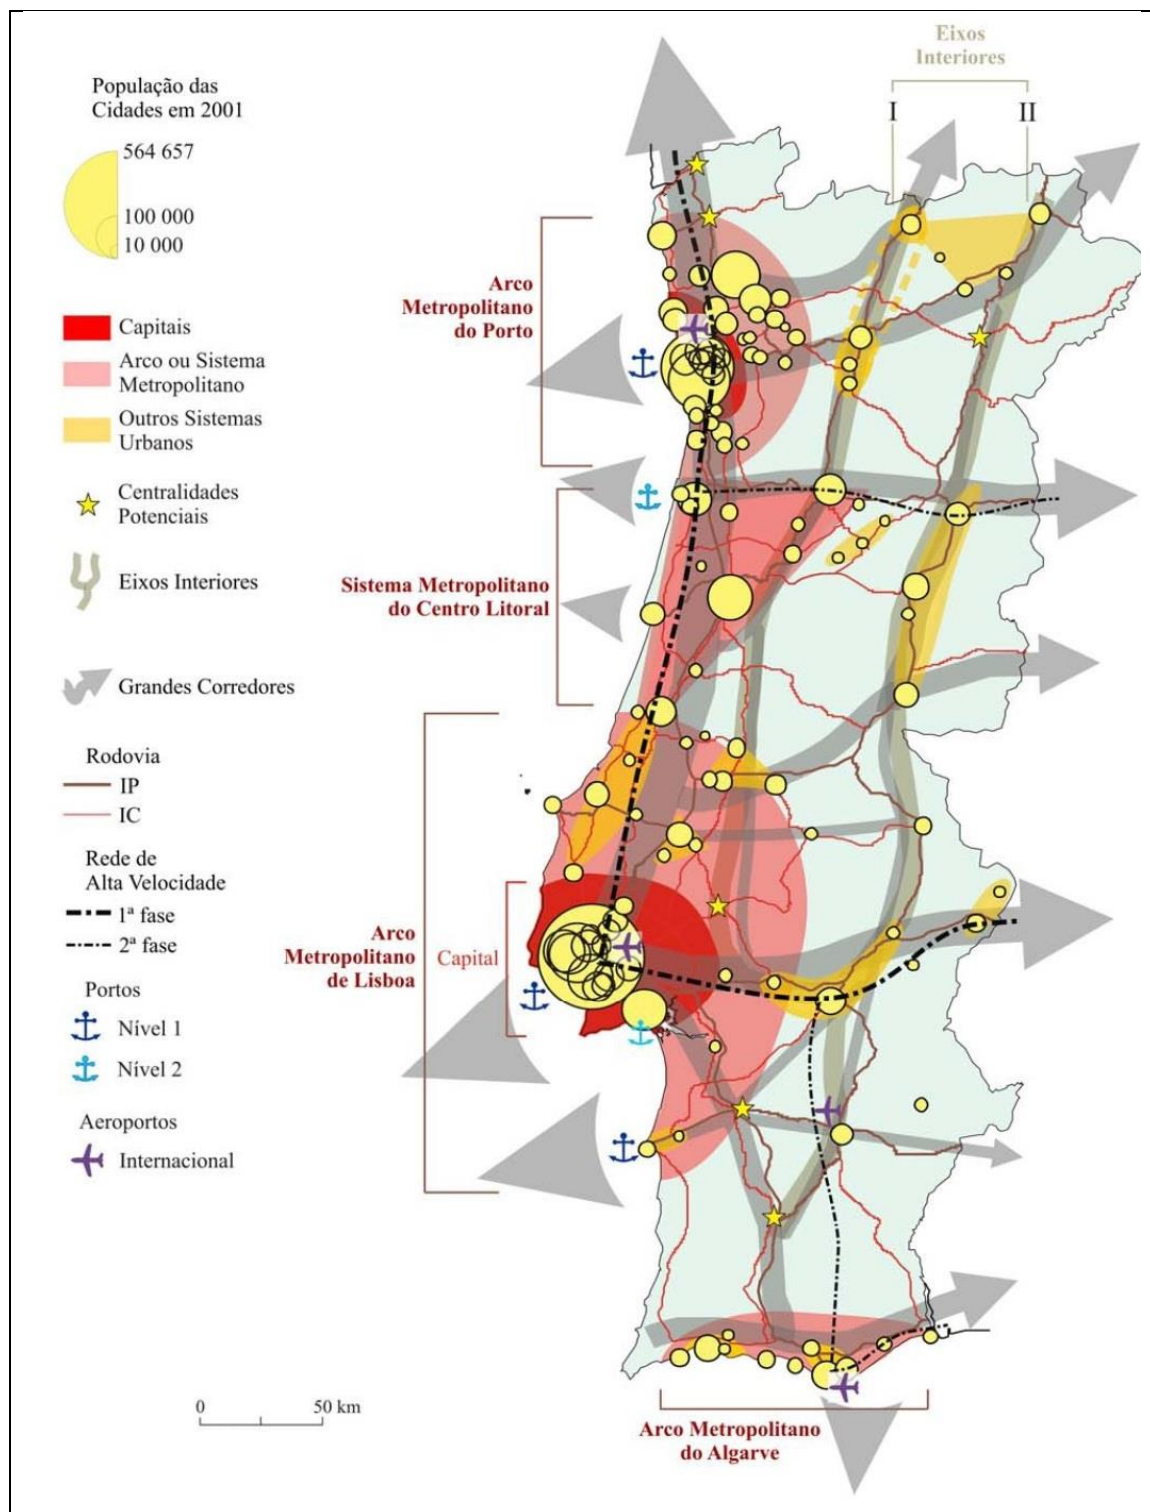 População das
Cidades em 2001
564 657
100 000
10 000
Capitais
Arco ou Sistema
Metropolitano
Outros Sistemas
Urbanos
Centralidades
Potenciais
Eixos Interiores
Grandes Corredores
Rodovia
IP
IC
Rede de
Alta Velocidade
1ª fase
2ª fase
Portos
Nível 1
Nível 2
Aeroportos
Internacional
0 50 km
Eixos
Interiores
I II
Arco
Metropolitano
do Porto
Sistema Metropolitano
do Centro Litoral
Arco
Metropolitano
de Lisboa
Capital
Arco Metropolitano
do Algarve